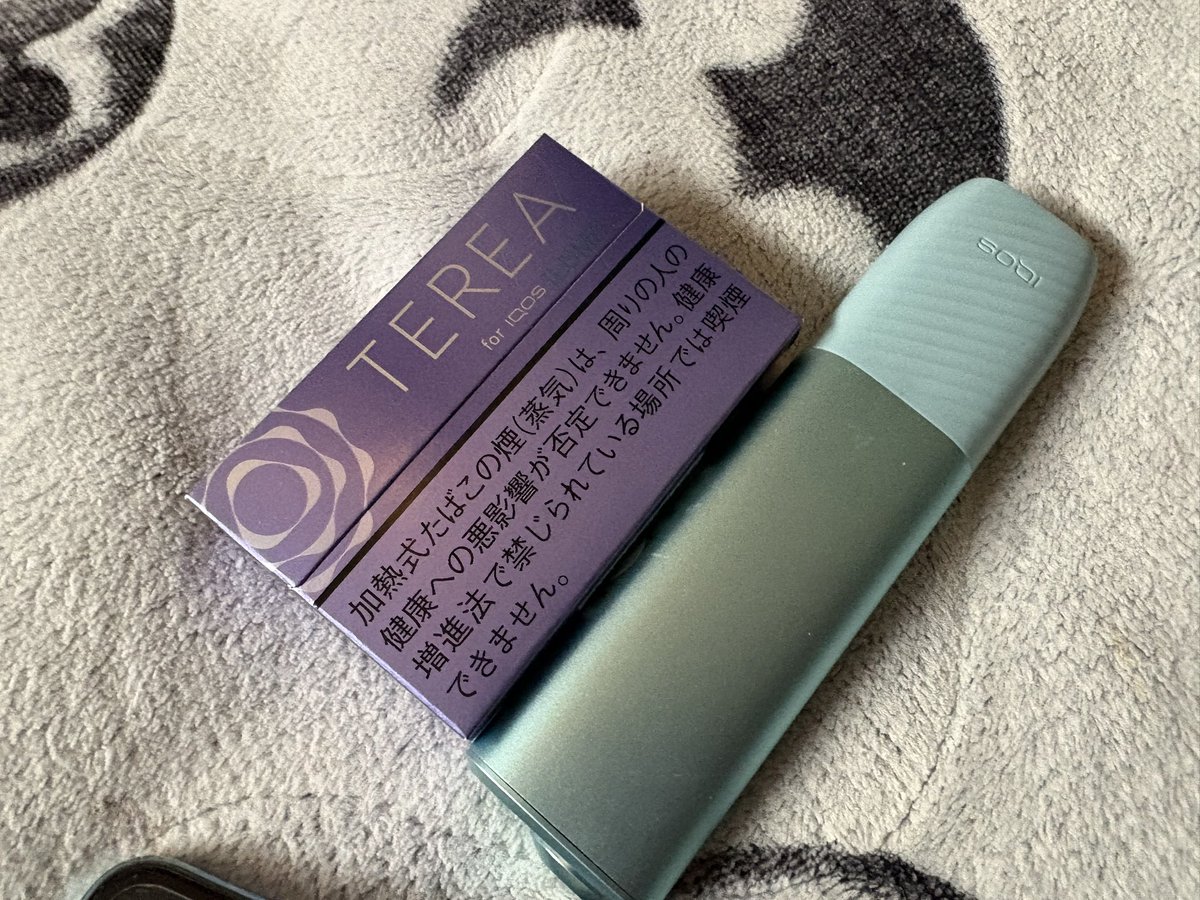 TEREA
for IQOS
加熱式たばこの煙(蒸気)は、周りの人の
健康への悪影響が否定できません。健康
増進法で禁じられている場所では喫煙
できません。
IQOS